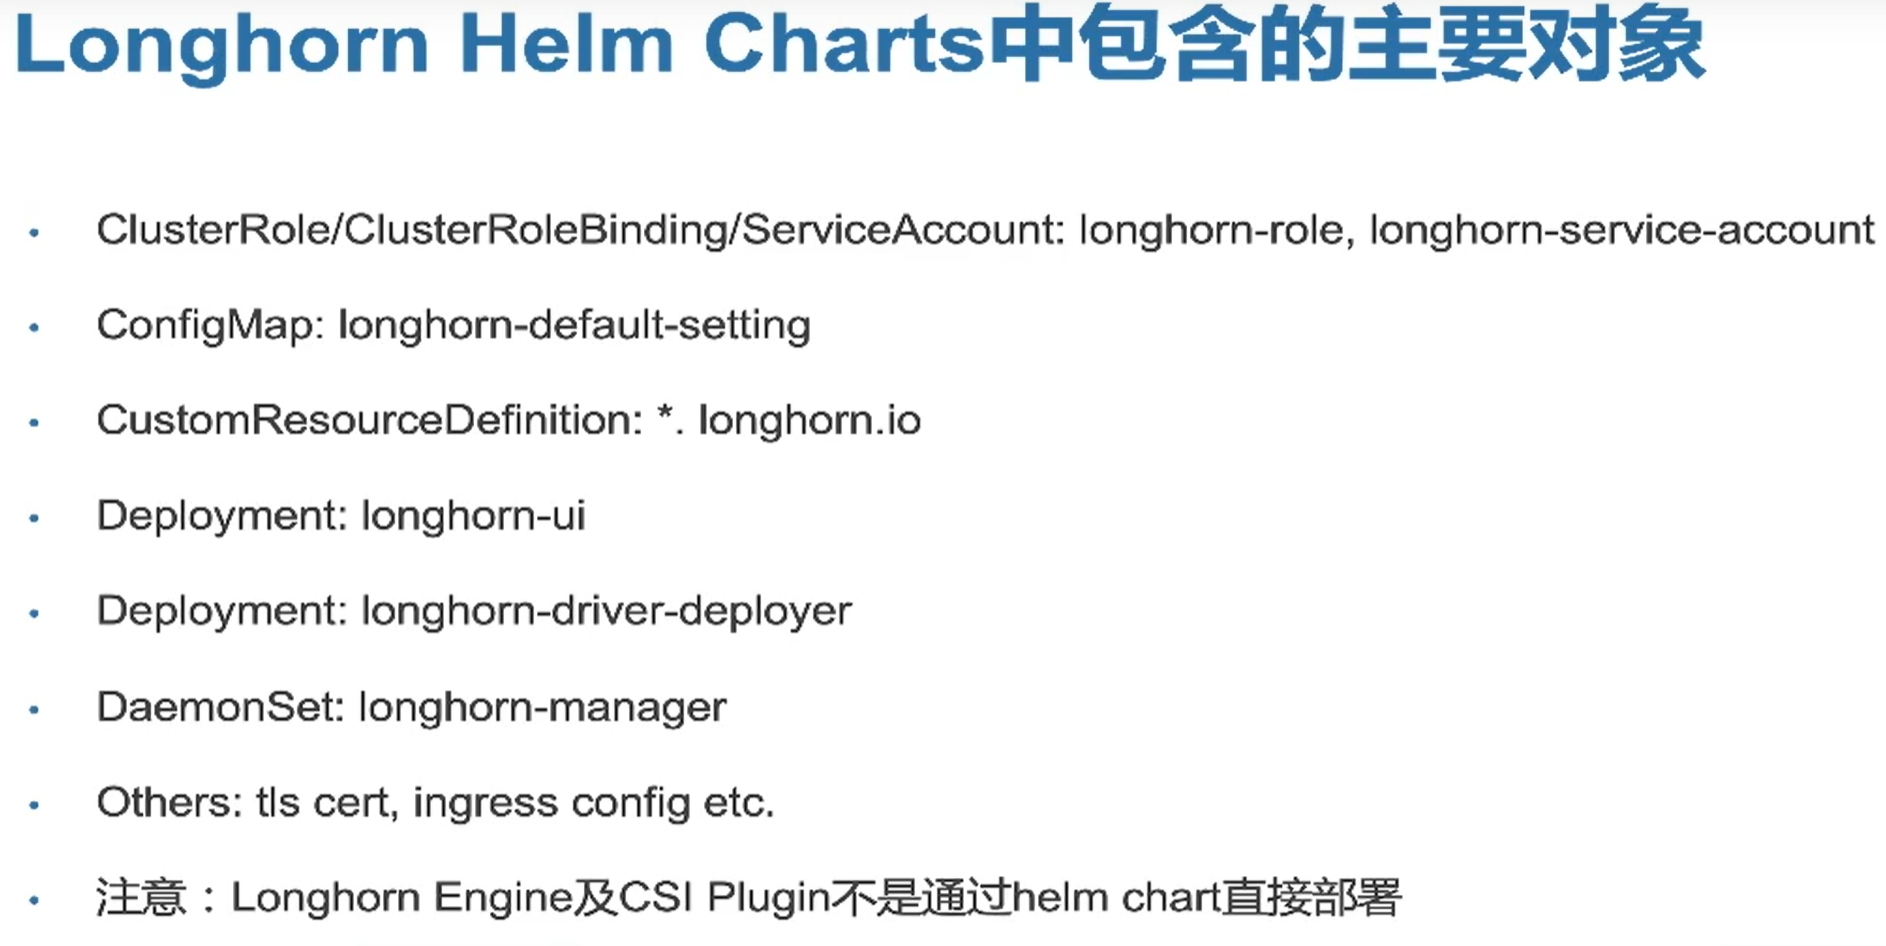 Longhorn Helm Charts中包含的主要对象
• ClusterRole/ClusterRoleBinding/ServiceAccount: longhorn-role, longhorn-service-account
• ConfigMap: longhorn-default-setting
• CustomResourceDefinition: *. longhorn.io
• Deployment: longhorn-ui
• Deployment: longhorn-driver-deployer
• DaemonSet: longhorn-manager
• Others: tls cert, ingress config etc.
• 注意：Longhorn Engine及CSI Plugin不是通过helm chart直接部署